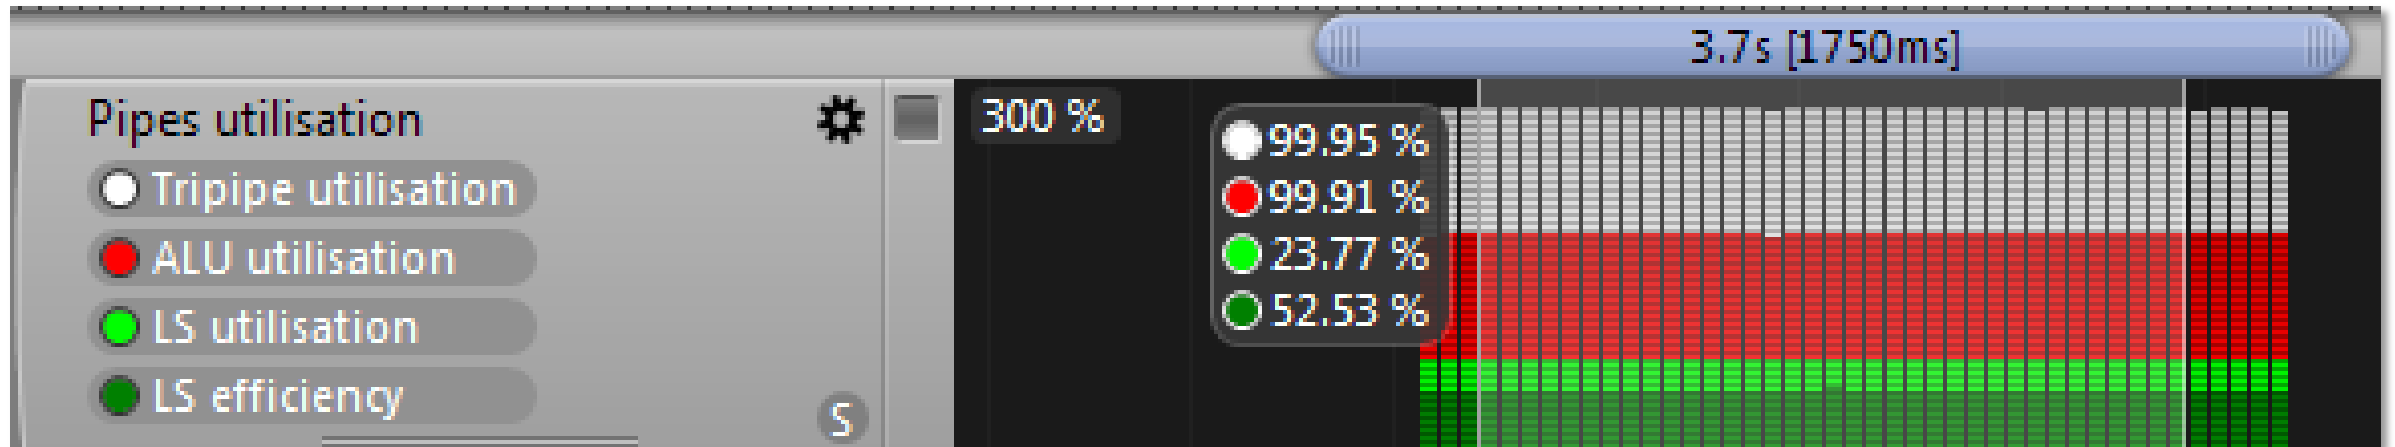 3.7s [1750ms]
Pipes utilisation
300 %
Tripipe utilisation
ALU utilisation
LS utilisation
LS efficiency
S
99.95 %
99.91 %
23.77 %
52.53 %